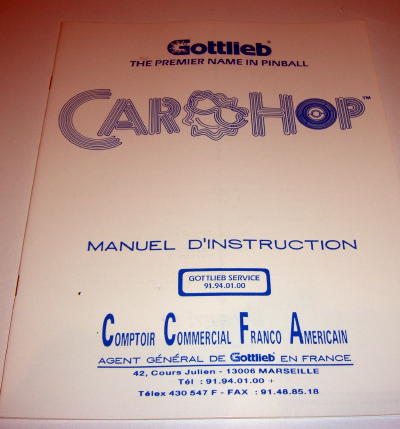 Gottlieb®
THE PREMIER NAME IN PINBALL
CAR HOP™
MANUEL D'INSTRUCTION
GOTTLIEB SERVICE
91.94.01.00
COMPTOIR COMMERCIAL FRANCO AMERICAIN
AGENT GÉNÉRAL DE Gottlieb® EN FRANCE
42, Cours Julien - 13006 MARSEILLE
Tél : 91.94.01.00 +
Télex 430 547 F - FAX : 91.48.85.18